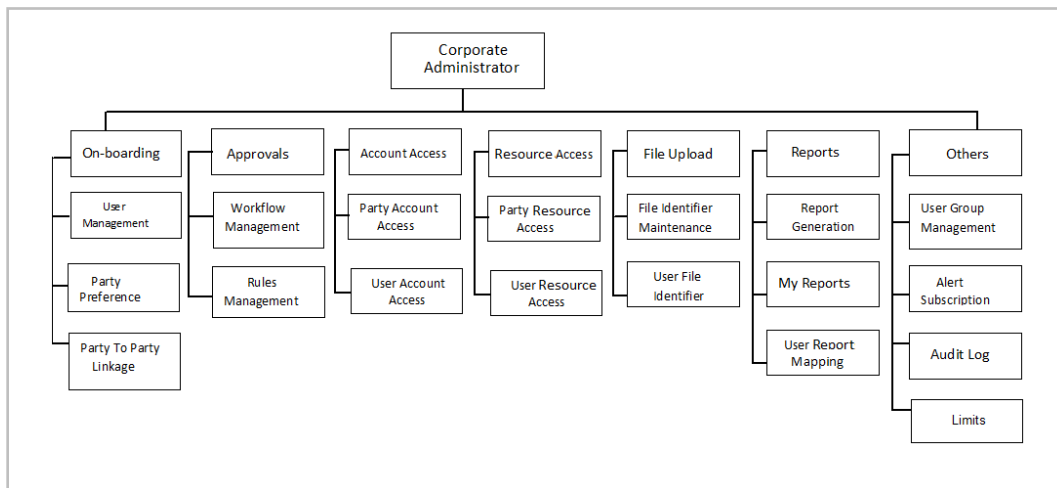 Corporate
Administrator
On-boarding
User
Management
Party
Preference
Party To Party
Linkage
Approvals
Workflow
Management
Rules
Management
Account Access
Party Account
Access
User Account
Access
Resource Access
Party Resource
Access
User Resource
Access
File Upload
File Identifier
Maintenance
User File
Identifier
Reports
Report
Generation
My Reports
User Report
Mapping
Others
User Group
Management
Alert
Subscription
Audit Log
Limits